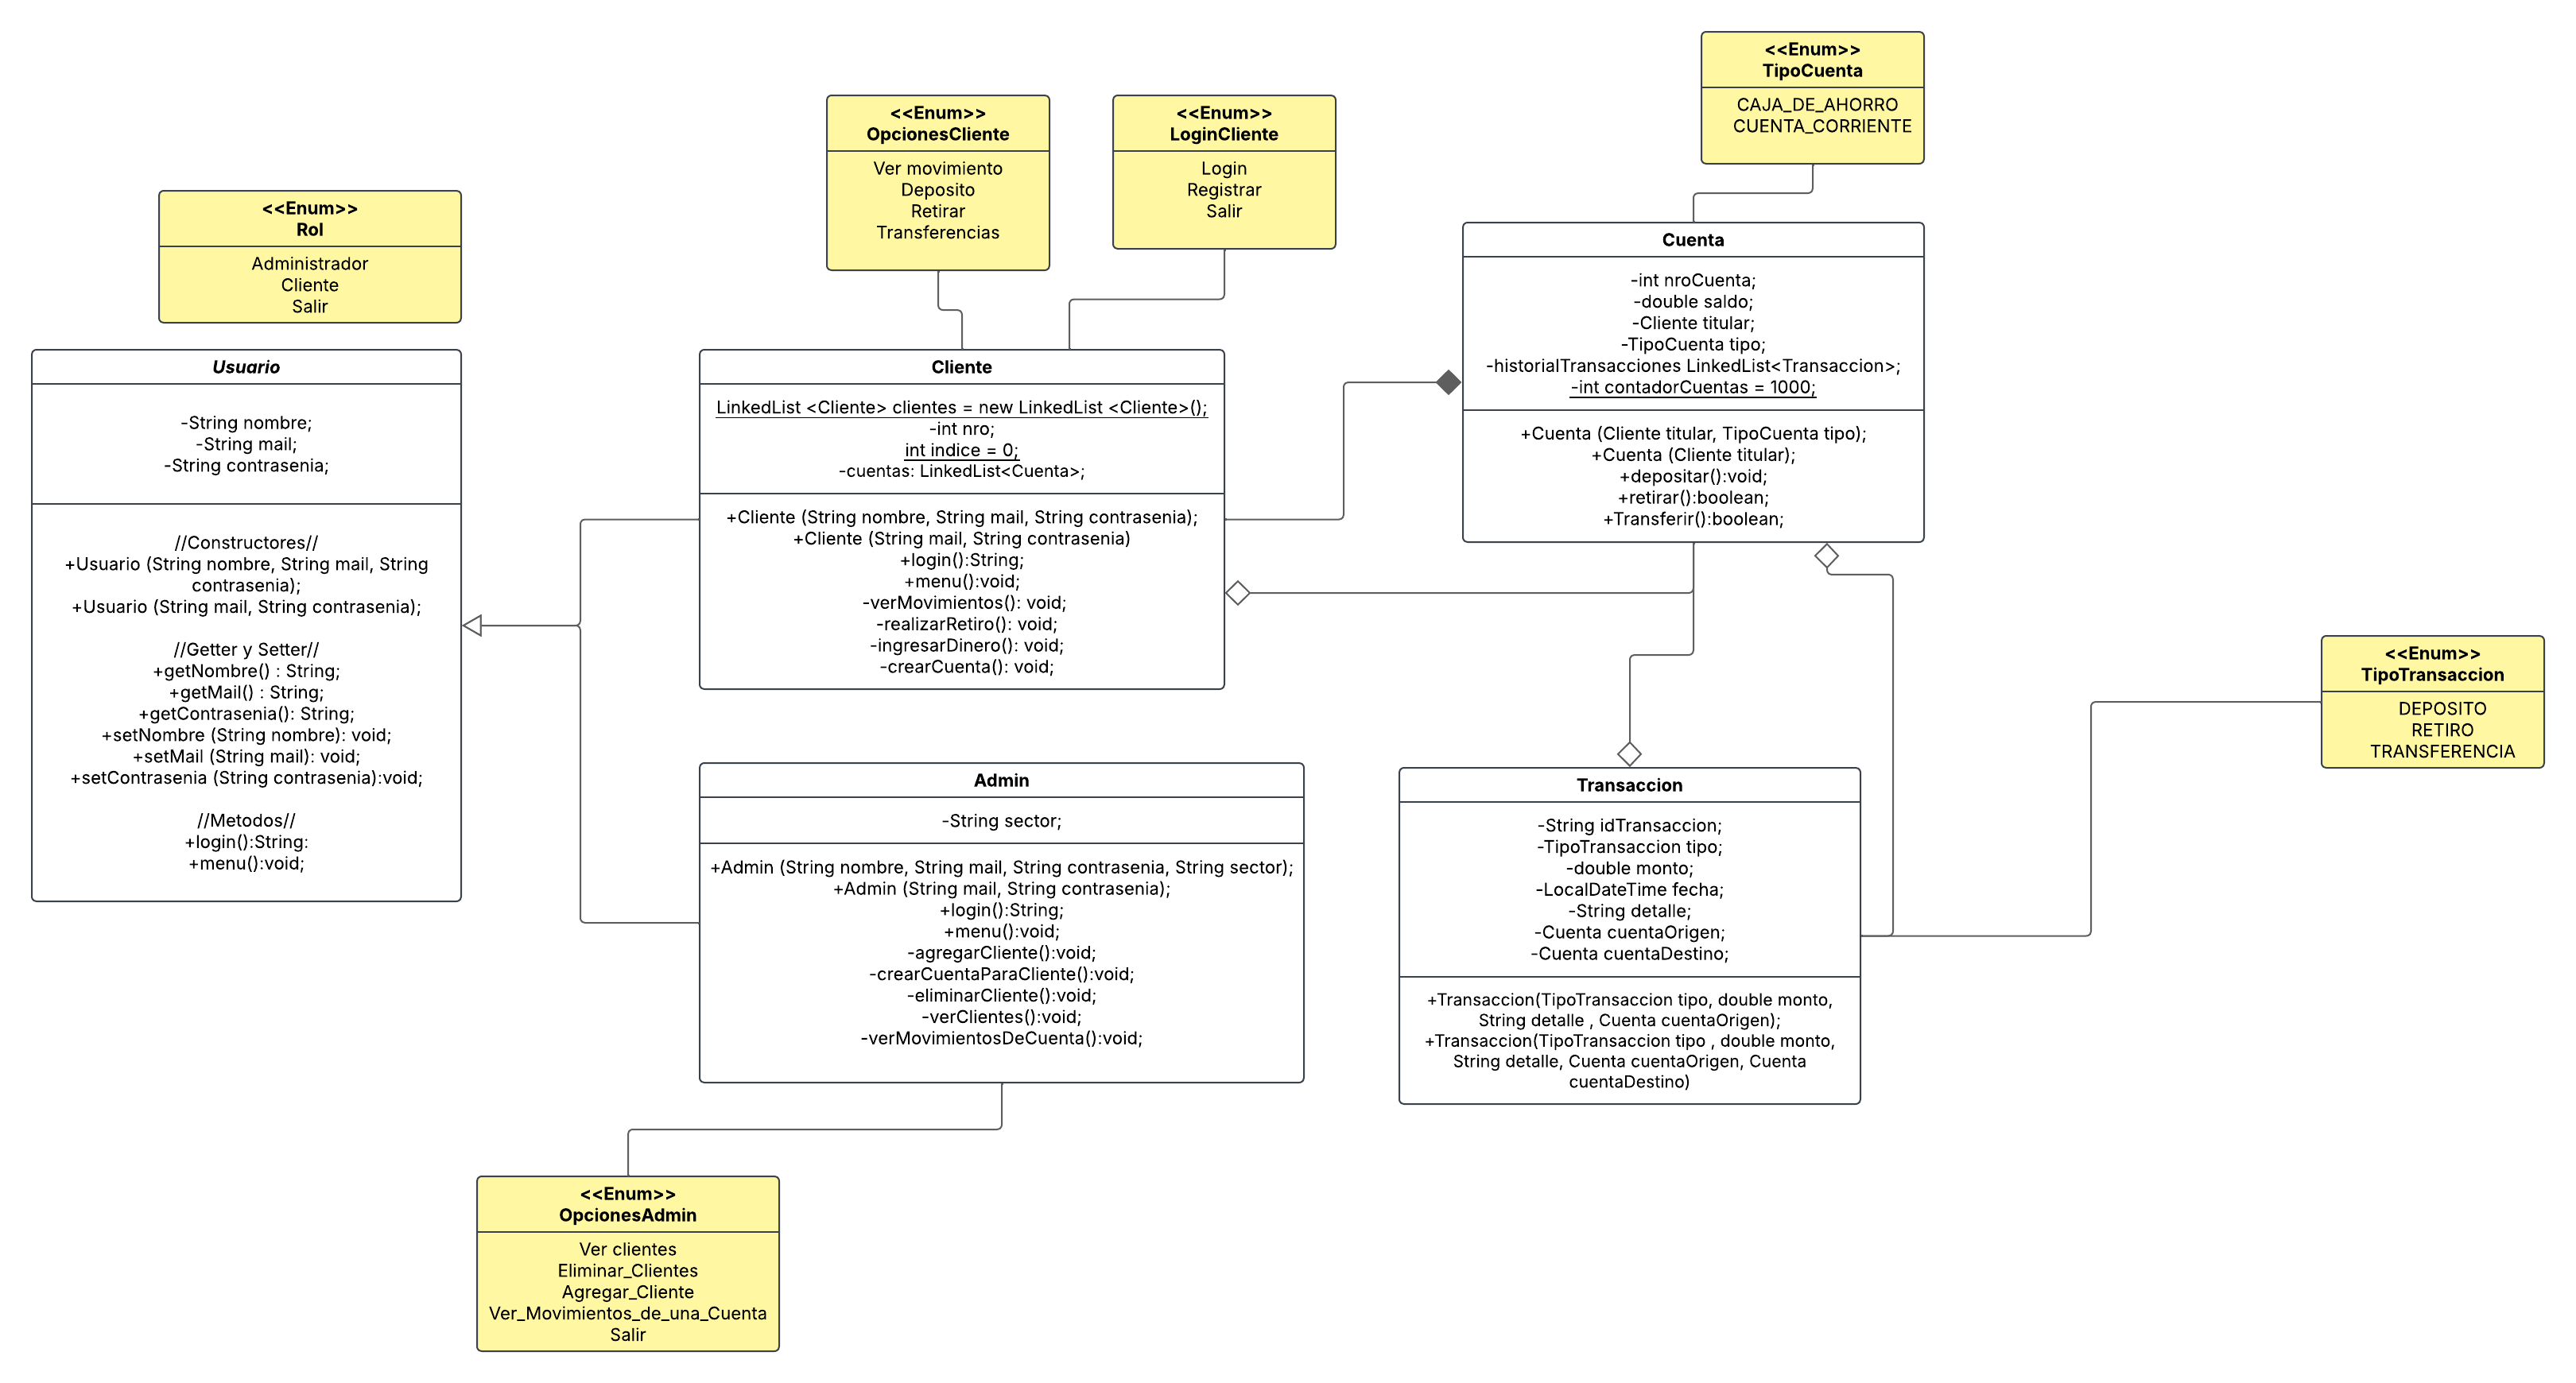 <<Enum>>
TipoCuenta
CAJA_DE_AHORRO
CUENTA_CORRIENTE
<<Enum>>
OpcionesCliente
Ver movimiento
Deposito
Retirar
Transferencias
<<Enum>>
LoginCliente
Login
Registrar
Salir
<<Enum>>
Rol
Administrador
Cliente
Salir
Cuenta
-int nroCuenta;
-double saldo;
-Cliente titular;
-TipoCuenta tipo;
-historialTransacciones LinkedList<Transaccion>;
-int contadorCuentas = 1000;
+Cuenta (Cliente titular, TipoCuenta tipo);
+Cuenta (Cliente titular);
+depositar():void;
+retirar():boolean;
+Transferir():boolean;
Usuario
-String nombre;
-String mail;
-String contrasenia;
//Constructores//
+Usuario (String nombre, String mail, String
contrasenia);
+Usuario (String mail, String contrasenia);
//Getter y Setter//
+getNombre() : String;
+getMail() : String;
+getContrasenia(): String;
+setNombre (String nombre): void;
+setMail (String mail): void;
+setContrasenia (String contrasenia):void;
//Metodos//
+login():String:
+menu():void;
Cliente
LinkedList <Cliente> clientes = new LinkedList <Cliente>();
-int nro;
int indice = 0;
-cuentas: LinkedList<Cuenta>;
+Cliente (String nombre, String mail, String contrasenia);
+Cliente (String mail, String contrasenia)
+login():String;
+menu():void;
-verMovimientos(): void;
-realizarRetiro(): void;
-ingresarDinero(): void;
-crearCuenta(): void;
<<Enum>>
TipoTransaccion
DEPOSITO
RETIRO
TRANSFERENCIA
Admin
-String sector;
+Admin (String nombre, String mail, String contrasenia, String sector);
+Admin (String mail, String contrasenia);
+login():String;
+menu():void;
-agregarCliente():void;
-crearCuentaParaCliente():void;
-eliminarCliente():void;
-verClientes():void;
-verMovimientosDeCuenta():void;
Transaccion
-String idTransaccion;
-TipoTransaccion tipo;
-double monto;
-LocalDateTime fecha;
-String detalle;
-Cuenta cuentaOrigen;
-Cuenta cuentaDestino;
+Transaccion(TipoTransaccion tipo, double monto,
String detalle , Cuenta cuentaOrigen);
+Transaccion(TipoTransaccion tipo , double monto,
String detalle, Cuenta cuentaOrigen, Cuenta
cuentaDestino)
<<Enum>>
OpcionesAdmin
Ver clientes
Eliminar_Clientes
Agregar_Cliente
Ver_Movimientos_de_una_Cuenta
Salir